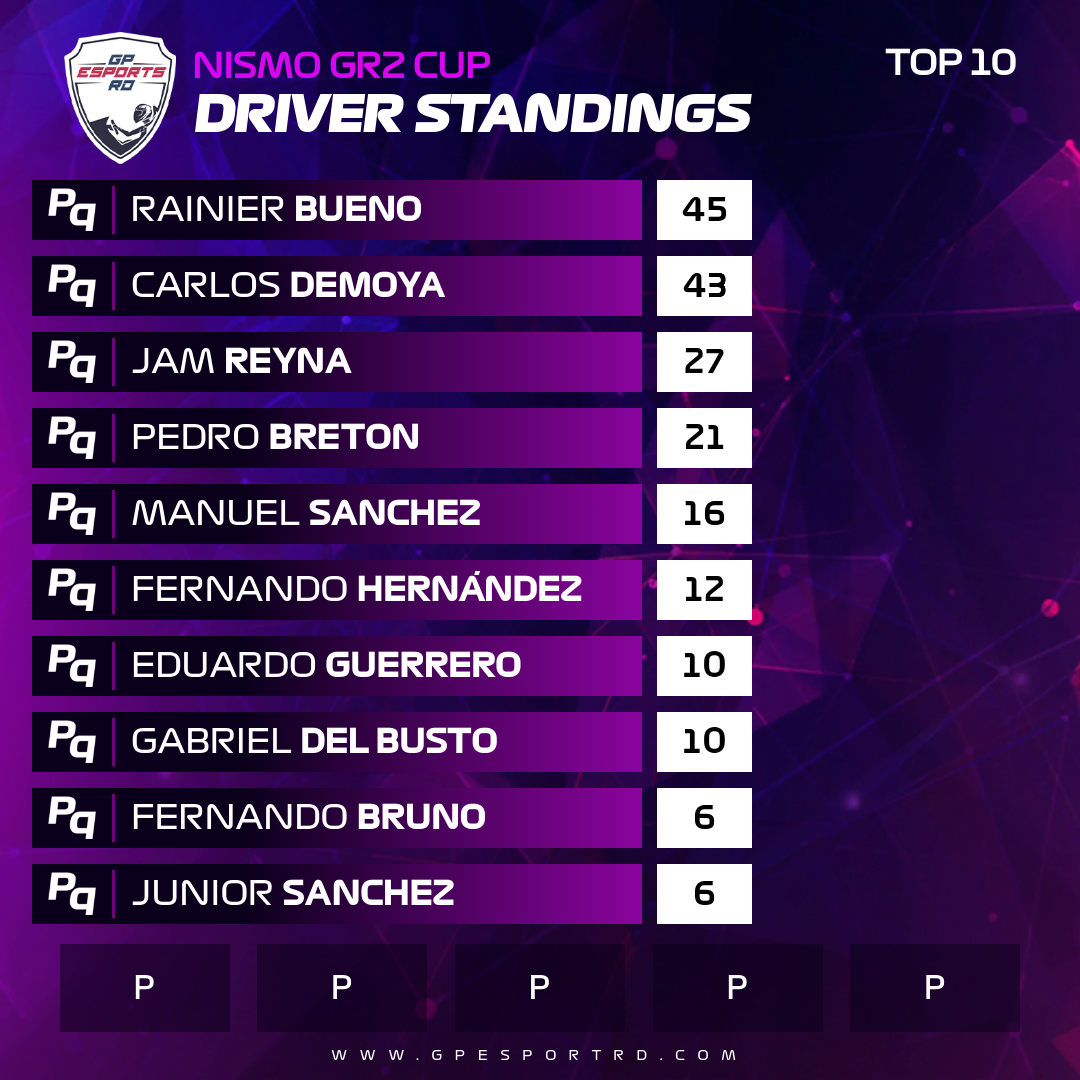 GP
ESPORTS
RD
NISMO GR2 CUP
DRIVER STANDINGS
TOP 10
Pq RAINIER BUENO 45
Pq CARLOS DEMOYA 43
Pq JAM REYNA 27
Pq PEDRO BRETON 21
Pq MANUEL SANCHEZ 16
Pq FERNANDO HERNÁNDEZ 12
Pq EDUARDO GUERRERO 10
Pq GABRIEL DEL BUSTO 10
Pq FERNANDO BRUNO 6
Pq JUNIOR SANCHEZ 6
P P P P P
WWW.GPESPORTRD.COM